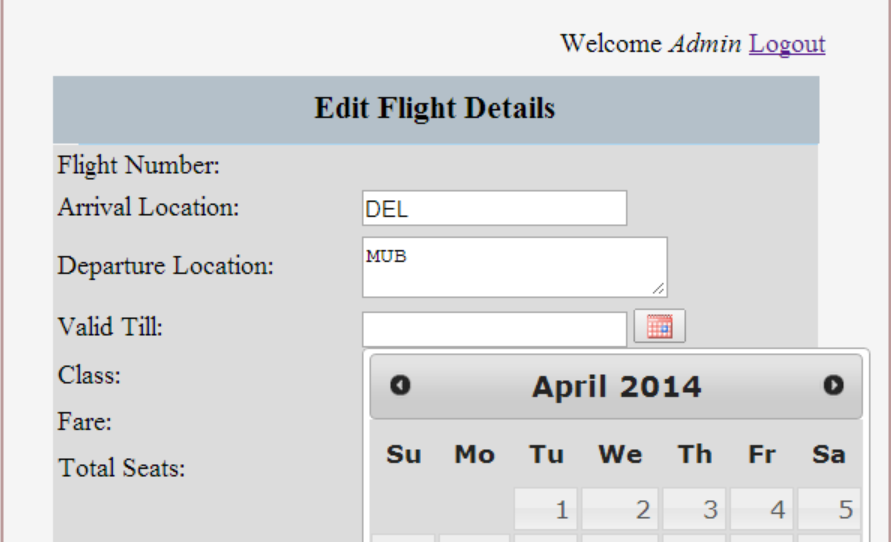 Welcome Admin Logout
Edit Flight Details
Flight Number:
Arrival Location: DEL
Departure Location: MUB
Valid Till:
Class:
Fare:
Total Seats:
April 2014
Su Mo Tu We Th Fr Sa
1 2 3 4 5